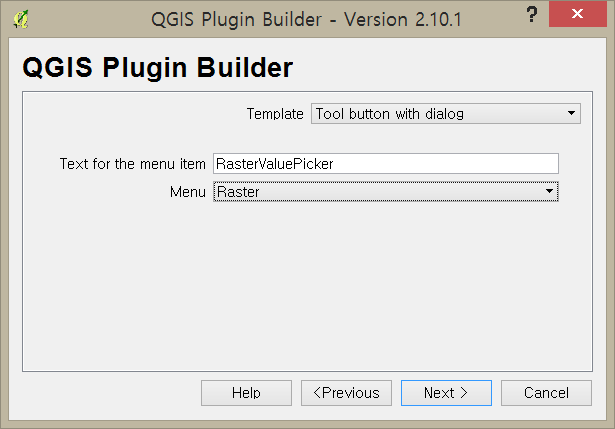 QGIS Plugin Builder - Version 2.10.1
?
QGIS Plugin Builder
Template Tool button with dialog
Text for the menu item RasterValuePicker
Menu Raster
Help <Previous Next > Cancel